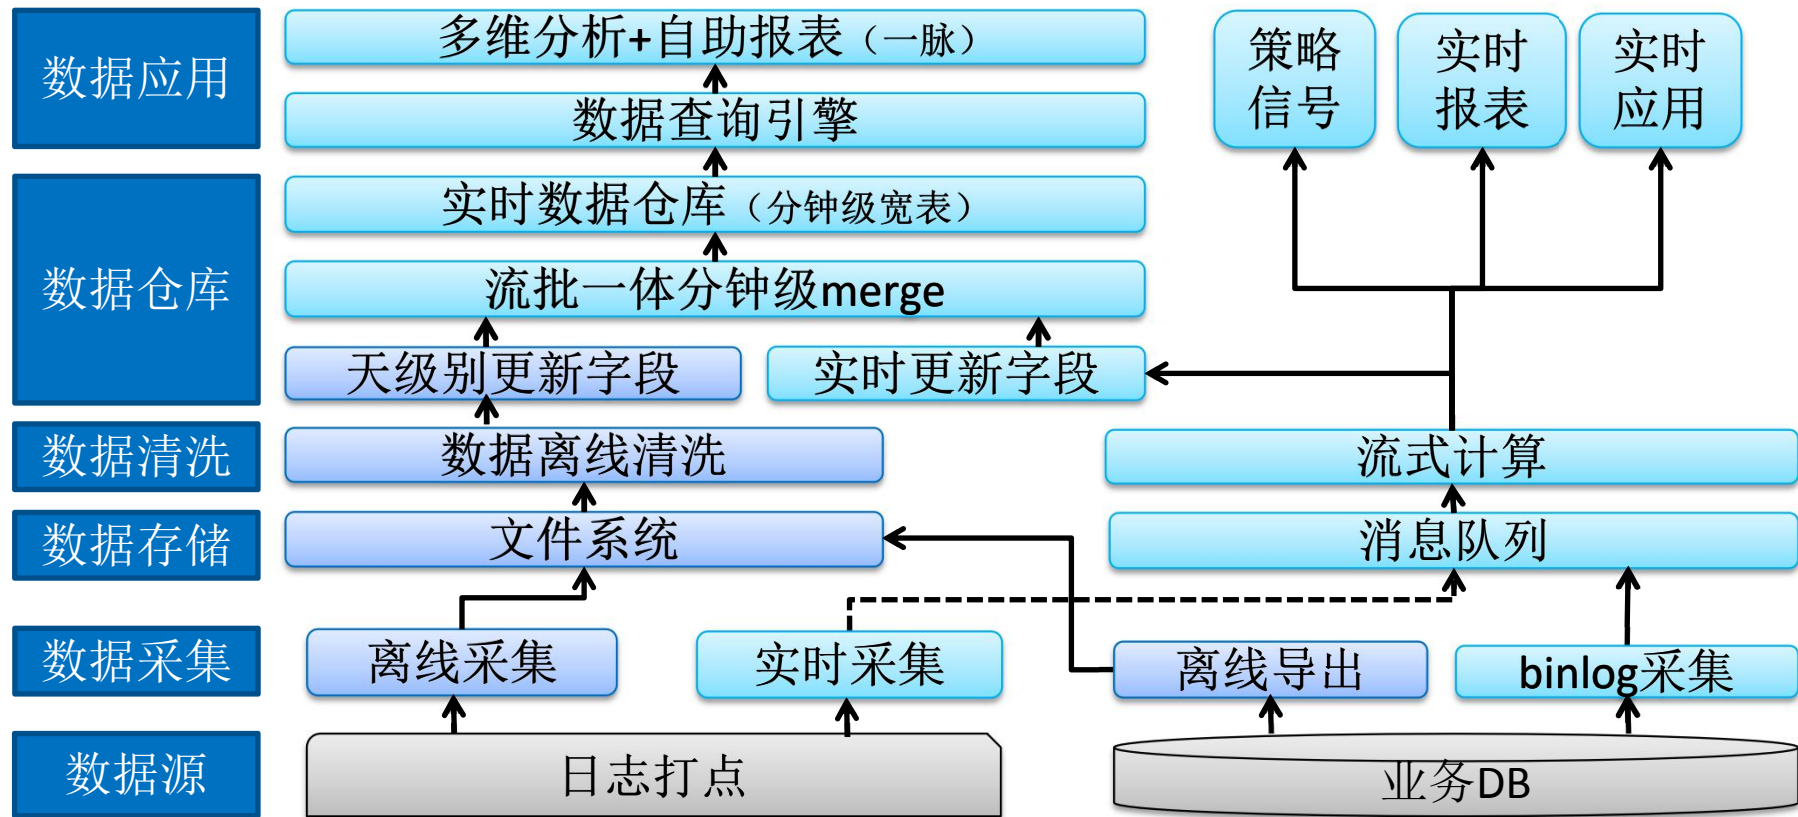 数据应用
多维分析+自助报表（一脉）
数据查询引擎
策略
信号
实时
报表
实时
应用
数据仓库
实时数据仓库（分钟级宽表）
流批一体分钟级merge
天级别更新字段
实时更新字段
数据清洗
数据离线清洗
流式计算
数据存储
文件系统
消息队列
数据采集
离线采集
实时采集
离线导出
binlog采集
数据源
日志打点
业务DB